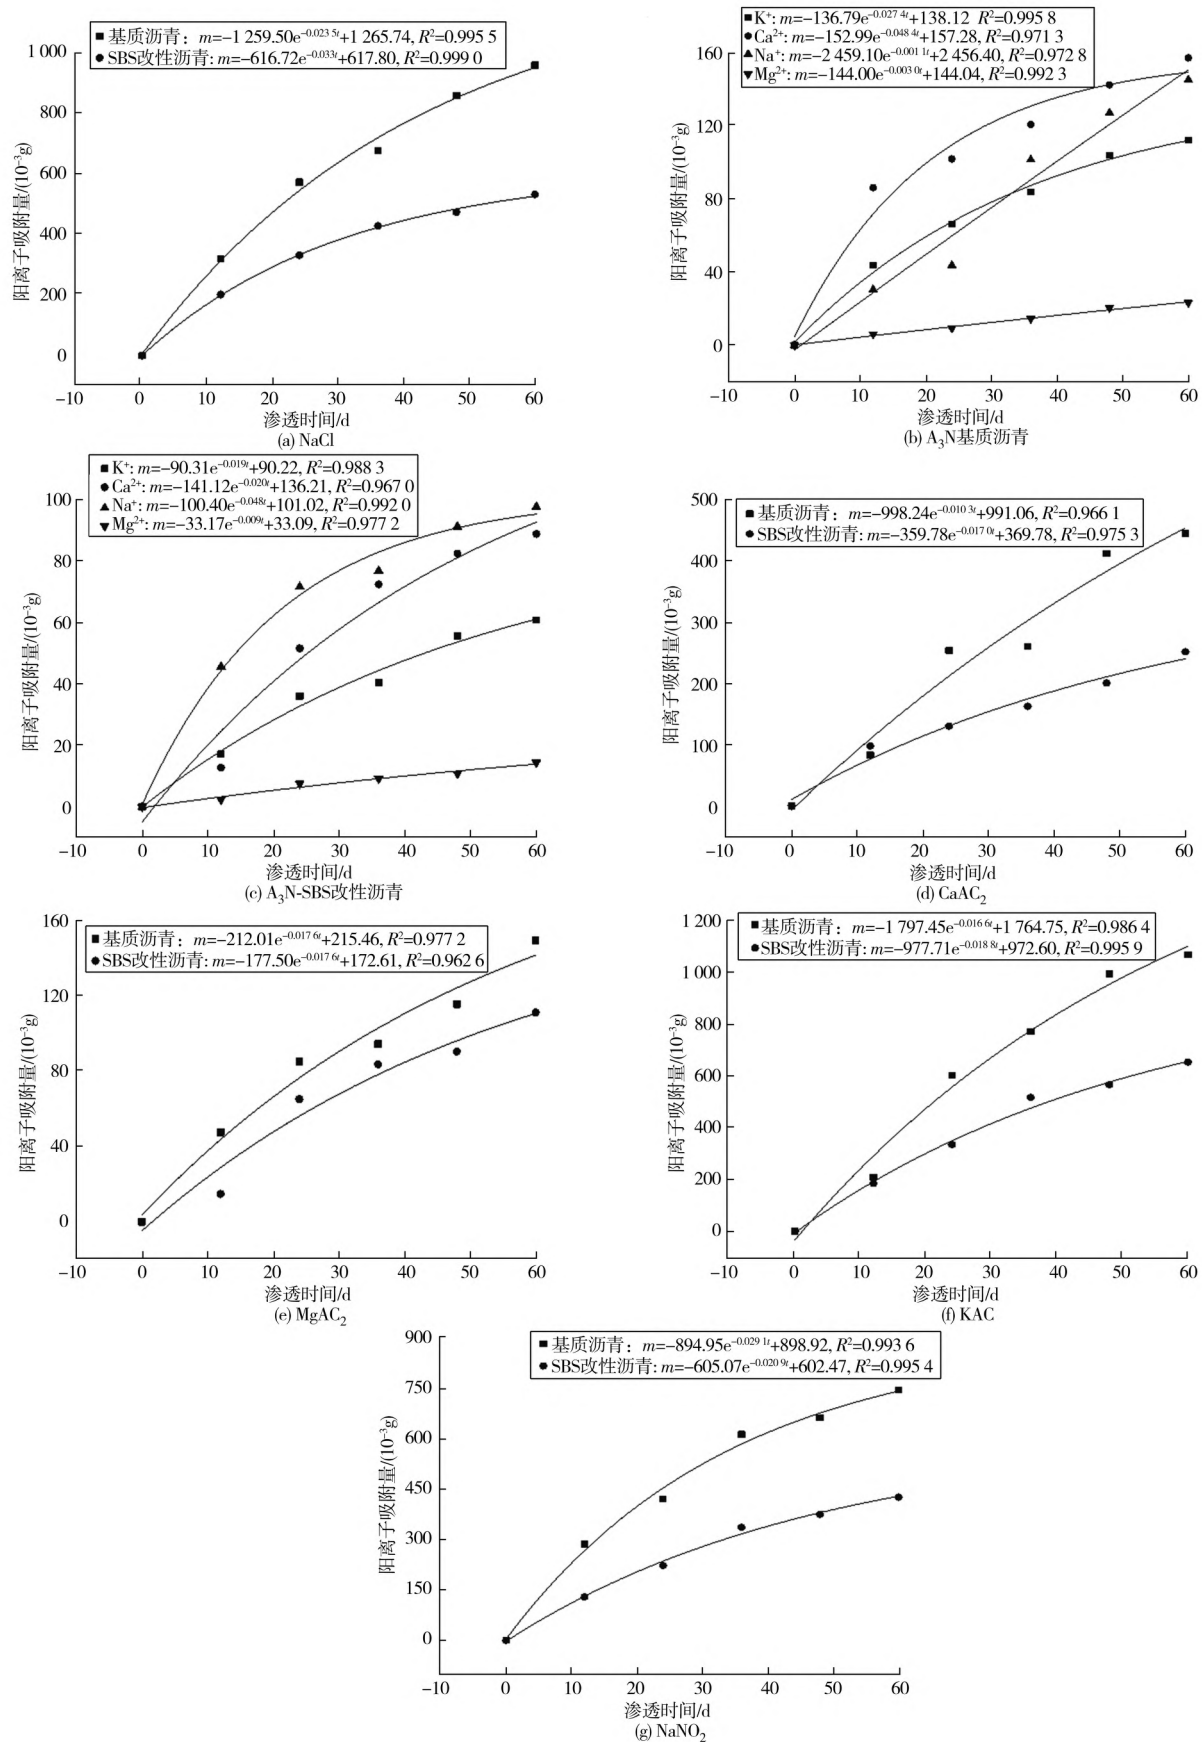 基质沥青：m=-1 259.50e^{-0.023 5t}+1 265.74, R²=0.995 5
SBS改性沥青: m=-616.72e^{-0.033t}+617.80, R²=0.999 0
1 000
800
600
400
200
0
阳离子吸附量/(10⁻³g)
-10 0 10 20 30 40 50 60
渗透时间/d
(a) NaCl
K⁺: m=-136.79e^{-0.027 4t}+138.12 R²=0.995 8
Ca²⁺: m=-152.99e^{-0.048 4t}+157.28, R²=0.971 3
Na⁺: m=-2 459.10e^{-0.001 1t}+2 456.40, R²=0.972 8
Mg²⁺: m=-144.00e^{-0.003 0t}+144.04, R²=0.992 3
160
120
80
40
0
阳离子吸附量/(10⁻³g)
-10 0 10 20 30 40 50 60
渗透时间/d
(b) A₃N基质沥青
K⁺: m=-90.31e^{-0.019t}+90.22, R²=0.988 3
Ca²⁺: m=-141.12e^{-0.020t}+136.21, R²=0.967 0
Na⁺: m=-100.40e^{-0.048t}+101.02, R²=0.992 0
Mg²⁺: m=-33.17e^{-0.009t}+33.09, R²=0.977 2
100
80
60
40
20
0
阳离子吸附量/(10⁻³g)
-10 0 10 20 30 40 50 60
渗透时间/d
(c) A₃N-SBS改性沥青
基质沥青：m=-998.24e^{-0.010 3t}+991.06, R²=0.966 1
SBS改性沥青: m=-359.78e^{-0.017 0t}+369.78, R²=0.975 3
500
400
300
200
100
0
阳离子吸附量/(10⁻³g)
-10 0 10 20 30 40 50 60
渗透时间/d
(d) CaAC₂
基质沥青：m=-212.01e^{-0.017 6t}+215.46, R²=0.977 2
SBS改性沥青: m=-177.50e^{-0.017 6t}+172.61, R²=0.962 6
160
120
80
40
0
阳离子吸附量/(10⁻³g)
-10 0 10 20 30 40 50 60
渗透时间/d
(e) MgAC₂
基质沥青：m=-1 797.45e^{-0.016 6t}+1 764.75, R²=0.986 4
SBS改性沥青: m=-977.71e^{-0.018 8t}+972.60, R²=0.995 9
1 200
1 000
800
600
400
200
0
阳离子吸附量/(10⁻³g)
-10 0 10 20 30 40 50 60
渗透时间/d
(f) KAC
基质沥青：m=-894.95e^{-0.029 1t}+898.92, R²=0.993 6
SBS改性沥青: m=-605.07e^{-0.020 9t}+602.47, R²=0.995 4
900
750
600
450
300
150
0
阳离子吸附量/(10⁻³g)
-10 0 10 20 30 40 50 60
渗透时间/d
(g) NaNO₂